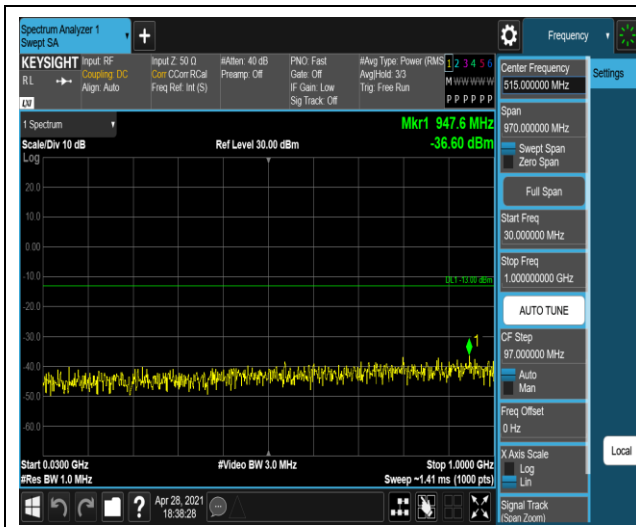 Spectrum Analyzer 1
Swept SA
Frequency
KEYSIGHT
RL
LXI
Input: RF
Coupling: DC
Align: Auto
Input Z: 50 Ω
Corr CCorr RCal
Freq Ref: Int (S)
#Atten: 40 dB
Preamp: Off
PNO: Fast
Gate: Off
IF Gain: Low
Sig Track: Off
#Avg Type: Power (RMS
Avg|Hold: 3/3
Trig: Free Run
1 2 3 4 5 6
M W W W W W
P P P P P P
1 Spectrum
Scale/Div 10 dB
Log
Ref Level 30.00 dBm
Mkr1 947.6 MHz
-36.60 dBm
20.0
10.0
0.00
-10.0
-20.0
-30.0
-40.0
-50.0
-60.0
DL1 -13.00 dBm
1
Start 0.0300 GHz
#Res BW 1.0 MHz
#Video BW 3.0 MHz
Stop 1.0000 GHz
Sweep ~1.41 ms (1000 pts)
Apr 28, 2021
18:38:28
Center Frequency
515.000000 MHz
Span
970.000000 MHz
Swept Span
Zero Span
Full Span
Start Freq
30.000000 MHz
Stop Freq
1.000000000 GHz
AUTO TUNE
CF Step
97.000000 MHz
Auto
Man
Freq Offset
0 Hz
X Axis Scale
Log
Lin
Signal Track
(Span Zoom)
Settings
Local